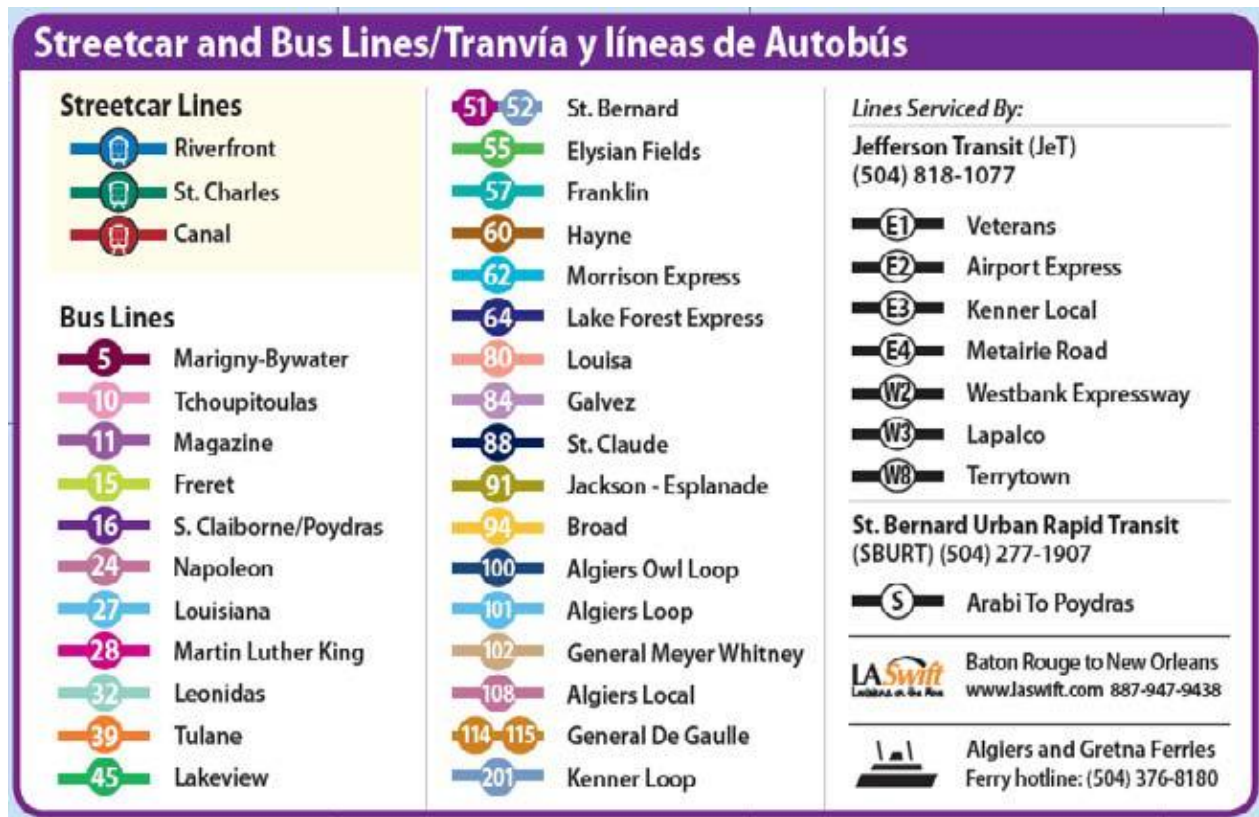 Streetcar and Bus Lines/Tranvía y líneas de Autobús
Streetcar Lines
Riverfront
St. Charles
Canal
Bus Lines
5 Marigny-Bywater
10 Tchoupitoulas
11 Magazine
15 Freret
16 S. Claiborne/Poydras
24 Napoleon
27 Louisiana
28 Martin Luther King
32 Leonidas
39 Tulane
45 Lakeview
51 52 St. Bernard
55 Elysian Fields
57 Franklin
60 Hayne
62 Morrison Express
64 Lake Forest Express
80 Louisa
84 Galvez
88 St. Claude
91 Jackson - Esplanade
94 Broad
100 Algiers Owl Loop
101 Algiers Loop
102 General Meyer Whitney
108 Algiers Local
114 115 General De Gaulle
201 Kenner Loop
Lines Serviced By:
Jefferson Transit (JeT)
(504) 818-1077
E1 Veterans
E2 Airport Express
E3 Kenner Local
E4 Metairie Road
W2 Westbank Expressway
W3 Lapalco
W8 Terrytown
St. Bernard Urban Rapid Transit
(SBURT) (504) 277-1907
S Arabi To Poydras
LA Swift
Baton Rouge to New Orleans
www.laswift.com 887-947-9438
Algiers and Gretna Ferries
Ferry hotline: (504) 376-8180